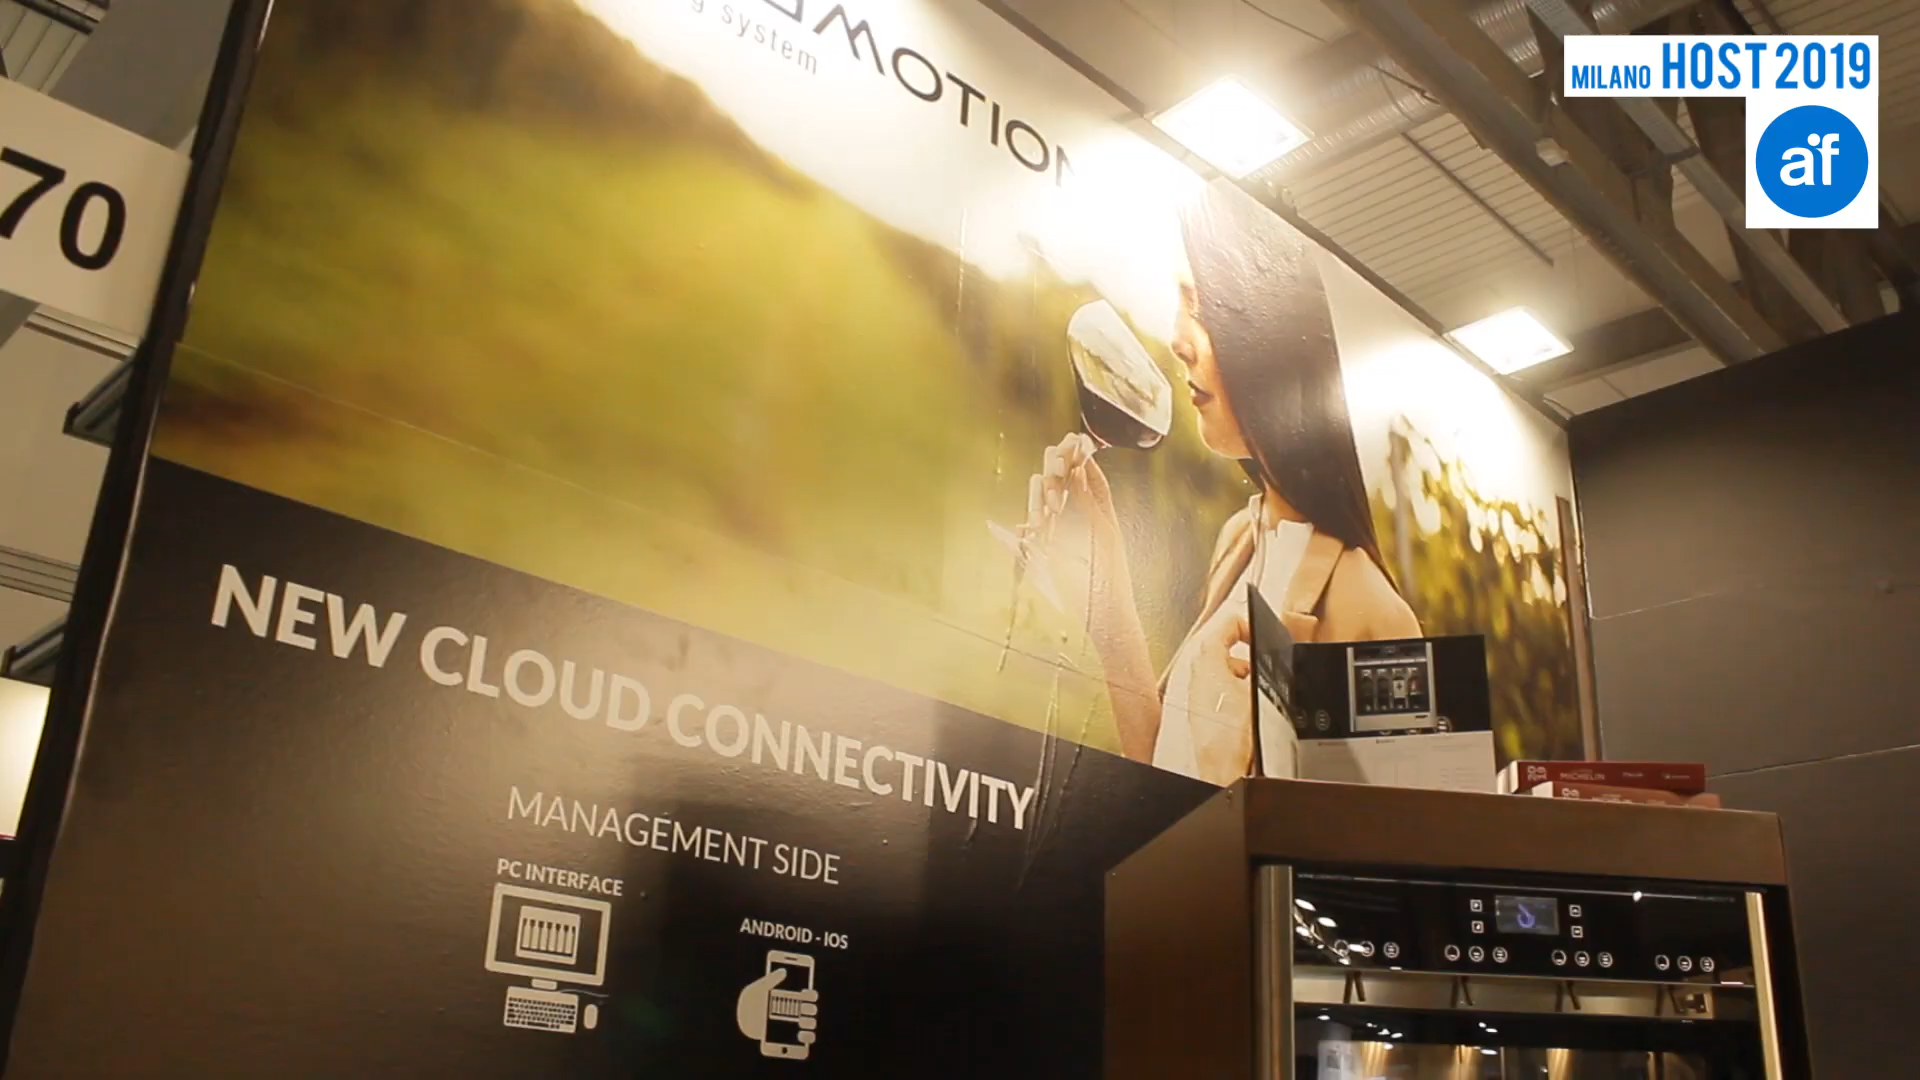 MILANO HOST 2019
af
MOTION
g system
70
NEW CLOUD CONNECTIVITY
MANAGEMENT SIDE
PC INTERFACE
ANDROID - IOS
MICHELIN